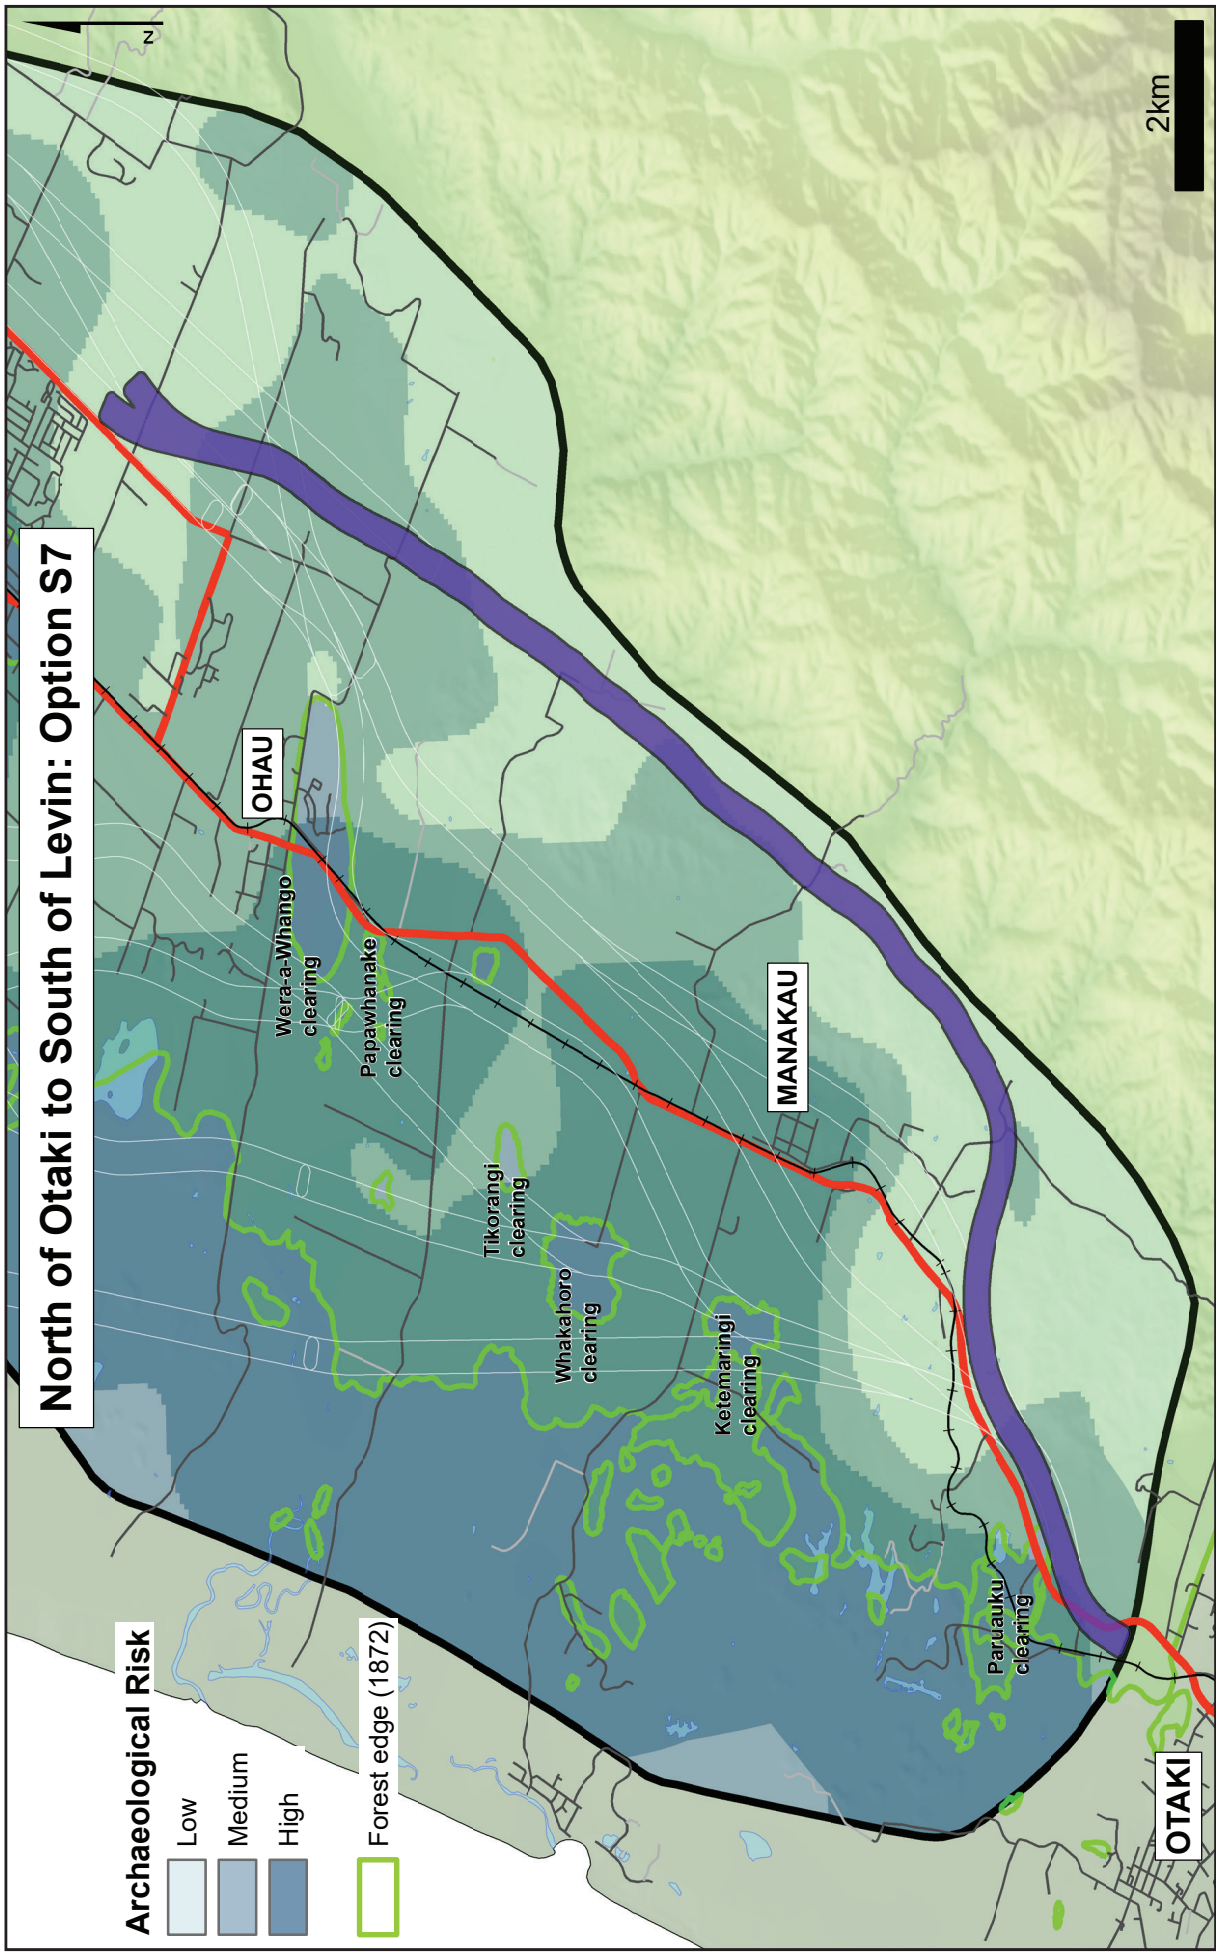 North of Otaki to South of Levin: Option S7
N
2km
OHAU
Wera-a-Whango
clearing
Papawhanake
clearing
Tikorangi
clearing
Whakahoro
clearing
MANAKAU
Ketemaringi
clearing
Paruauku
clearing
OTAKI
Archaeological Risk
Low
Medium
High
Forest edge (1872)